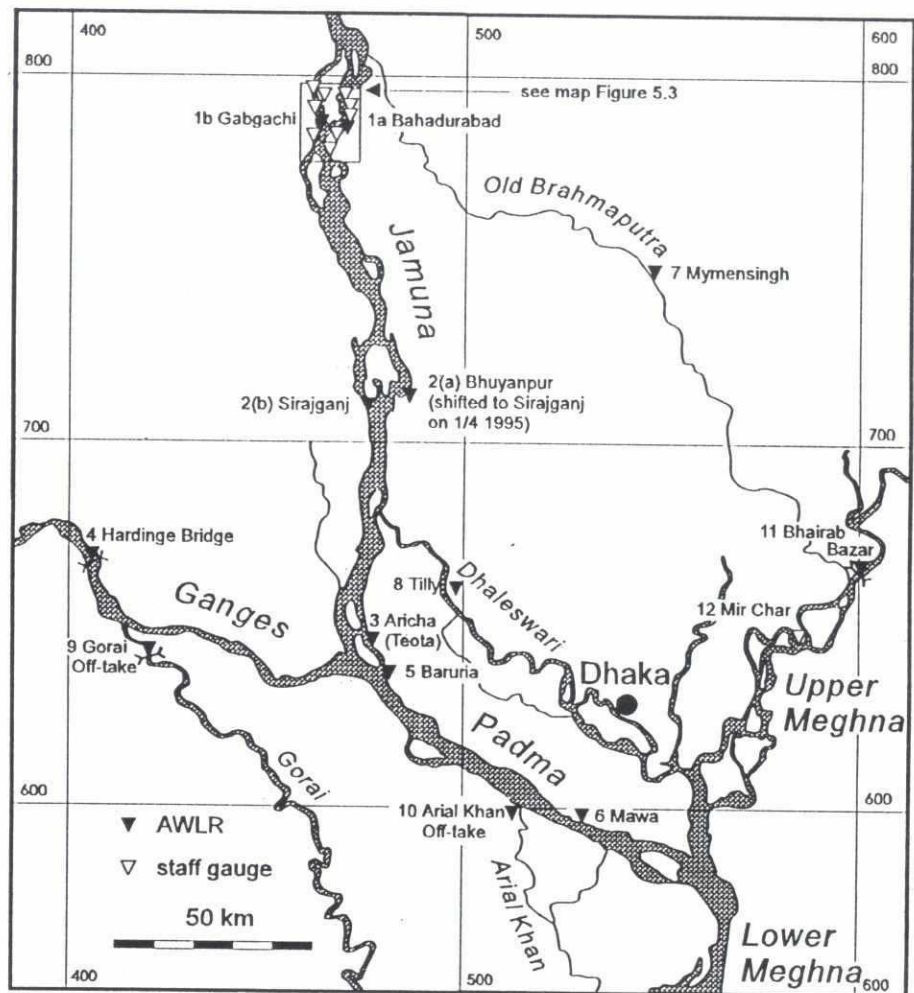 400
500
600
800
800
see map Figure 5.3
1b Gabgachi
1a Bahadurabad
Old Brahmaputra
Jamuna
7 Mymensingh
2(a) Bhuyanpur
(shifted to Sirajganj
on 1/4 1995)
2(b) Sirajganj
700
700
4 Hardinge Bridge
11 Bhairab
Bazar
Ganges
8 Tilly
Dhaleswari
12 Mir Char
3 Aricha
(Teota)
9 Gorai
Off-take
5 Baruria
Dhaka
Upper
Meghna
Padma
Gorai
600
600
10 Arial Khan
Off-take
6 Mawa
AWLR
staff gauge
Arial Khan
50 km
Lower
Meghna
400
500
600